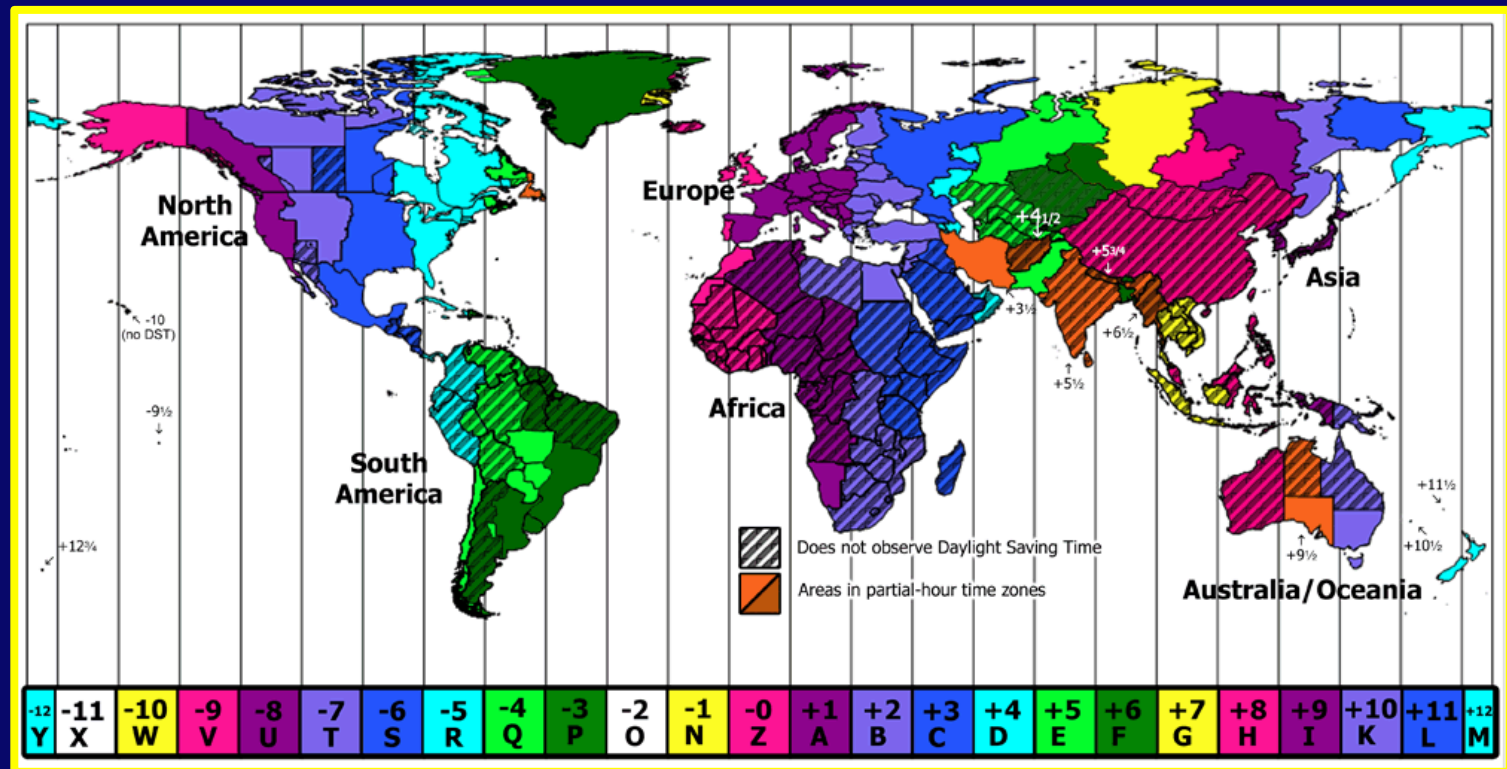 North
America
Europe
+4 1/2
+5 3/4
Asia
-10
(no DST)
+3½
+6½
+5½
-9½
Africa
South
America
+11½
+12¾
Does not observe Daylight Saving Time
+9½
+10½
Areas in partial-hour time zones
Australia/Oceania
-12 -11 -10 -9 -8 -7 -6 -5 -4 -3 -2 -1 -0 +1 +2 +3 +4 +5 +6 +7 +8 +9 +10 +11 +12
Y X W V U T S R Q P O N Z A B C D E F G H I K L M